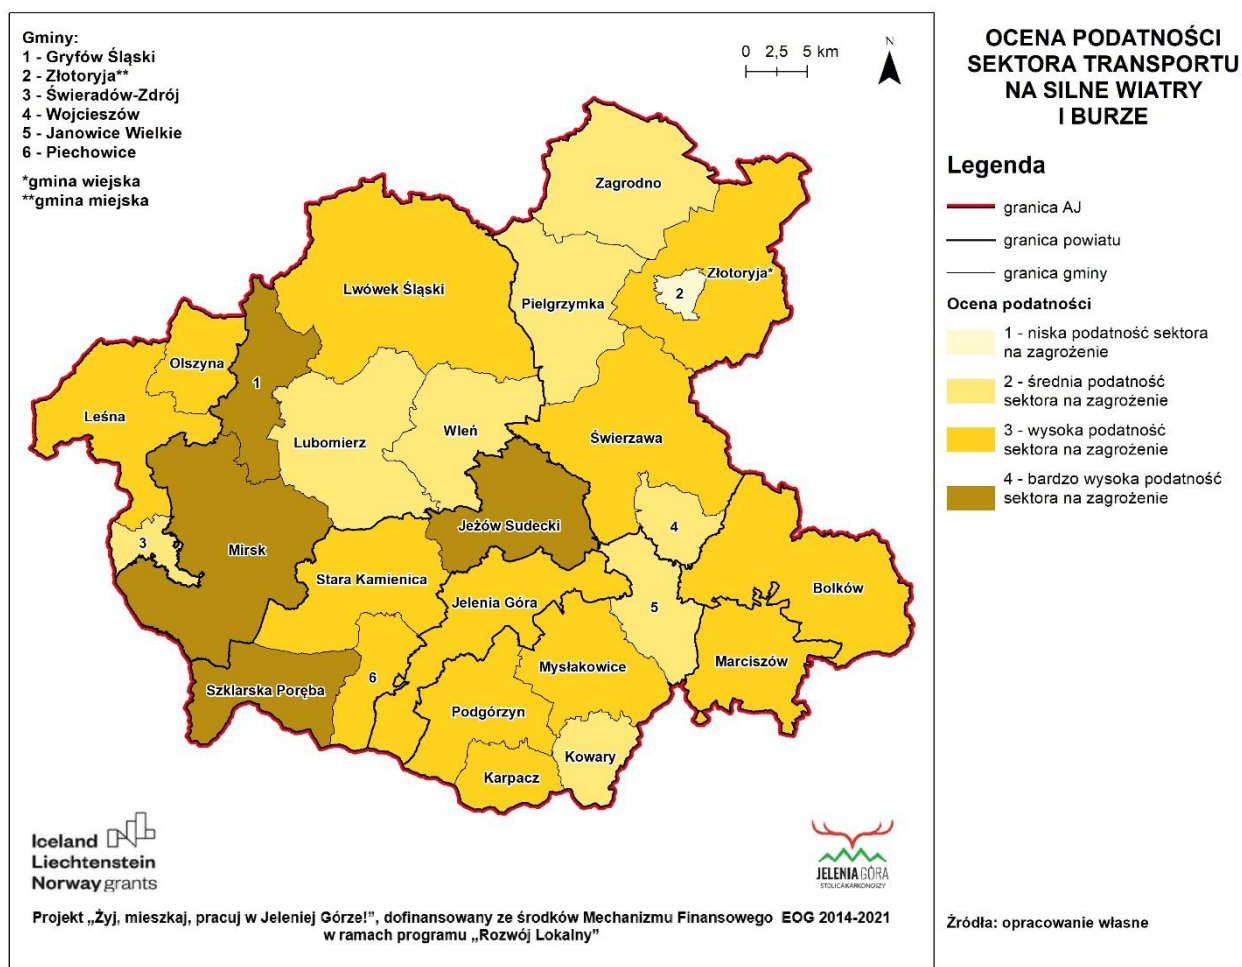 Gminy:
1 - Gryfów Śląski
2 - Złotoryja**
3 - Świeradów-Zdrój
4 - Wojcieszów
5 - Janowice Wielkie
6 - Piechowice
*gmina wiejska
**gmina miejska
0 2,5 5 km
N
OCENA PODATNOŚCI
SEKTORA TRANSPORTU
NA SILNE WIATRY
I BURZE
Legenda
granica AJ
granica powiatu
granica gminy
Ocena podatności
1 - niska podatność sektora
na zagrożenie
2 - średnia podatność
sektora na zagrożenie
3 - wysoka podatność
sektora na zagrożenie
4 - bardzo wysoka podatność
sektora na zagrożenie
Zagrodno
Złotoryja*
2
Lwówek Śląski
Pielgrzymka
Olszyna
1
Leśna
Lubomierz
Wleń
Świerzawa
3
Mirsk
Jeżów Sudecki
4
Stara Kamienica
Jelenia Góra
5
Bolków
Mysłakowice
Marciszów
6
Szklarska Poręba
Podgórzyn
Kowary
Karpacz
Iceland
Liechtenstein
Norway grants
JELENIA GÓRA
STOLICA KARKONOSZY
Projekt „Żyj, mieszkaj, pracuj w Jeleniej Górze!”, dofinansowany ze środków Mechanizmu Finansowego EOG 2014-2021
w ramach programu „Rozwój Lokalny”
Źródła: opracowanie własne